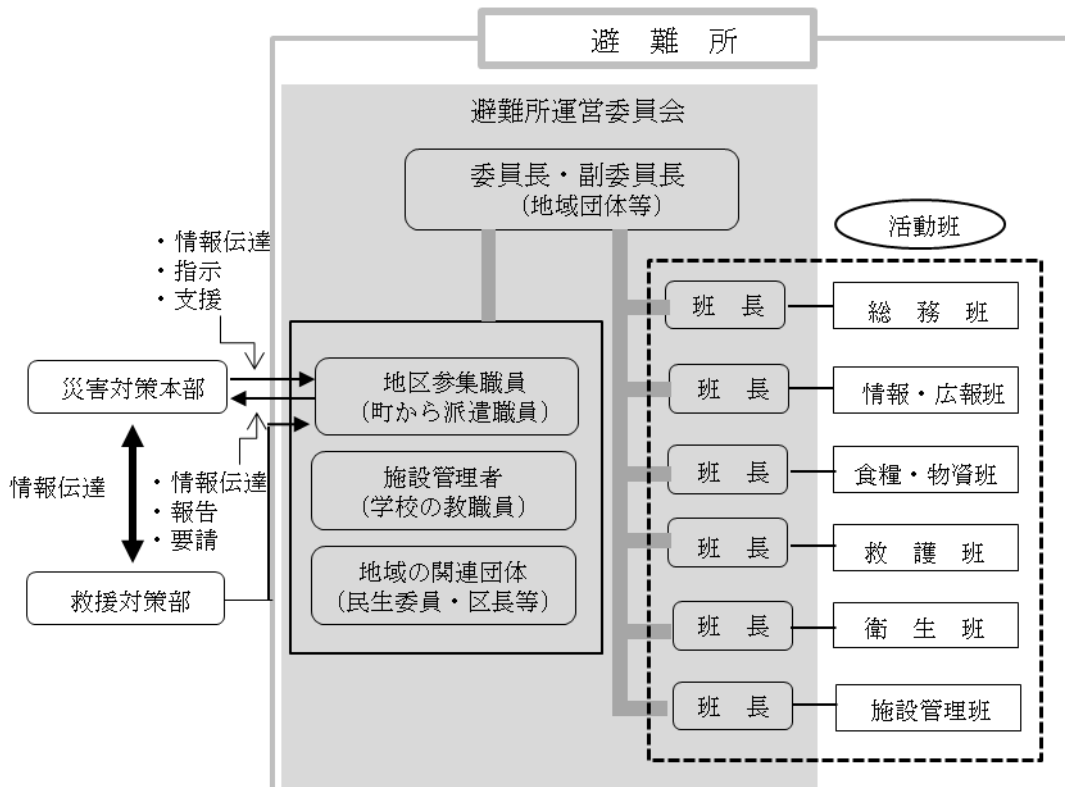 避 難 所
避難所運営委員会
委員長・副委員長
（地域団体等）
活動班
・情報伝達
・指示
・支援
災害対策本部
情報伝達
・情報伝達
・報告
・要請
救援対策部
地区参集職員
（町から派遣職員）
施設管理者
（学校の教職員）
地域の関連団体
（民生委員・区長等）
班 長
総 務 班
班 長
情報・広報班
班 長
食糧・物資班
班 長
救 護 班
班 長
衛 生 班
班 長
施設管理班